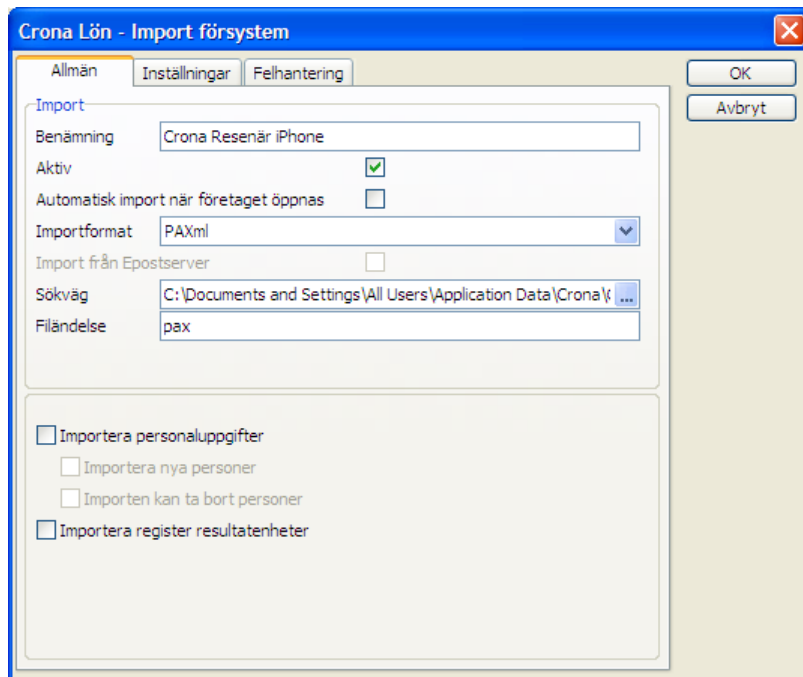 Crona Lön - Import försystem
Allmän Inställningar Felhantering
OK
Avbryt
Import
Benämning Crona Resenär iPhone
Aktiv
Automatisk import när företaget öppnas
Importformat PAXml
Import från Epostserver
Sökväg C:\Documents and Settings\All Users\Application Data\Crona\ ...
Filändelse pax
Importera personaluppgifter
Importera nya personer
Importen kan ta bort personer
Importera register resultatenheter